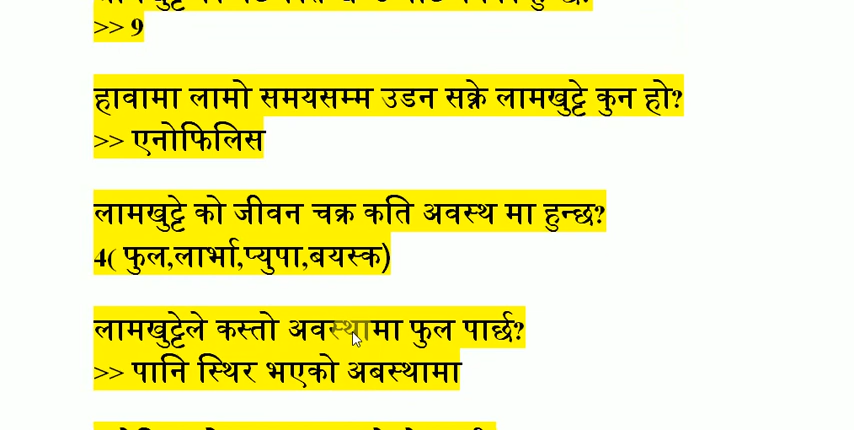 >> 9
हावामा लामो समयसम्म उडन सक्ने लामखुट्टे कुन हो?
>> एनोफिलिस
लामखुट्टे को जीवन चक्र कति अवस्थ मा हुन्छ?
4( फुल,लार्भा,प्युपा,बयस्क)
लामखुट्टेले कस्तो अवस्थामा फुल पार्छ?
>> पानि स्थिर भएको अबस्थामा